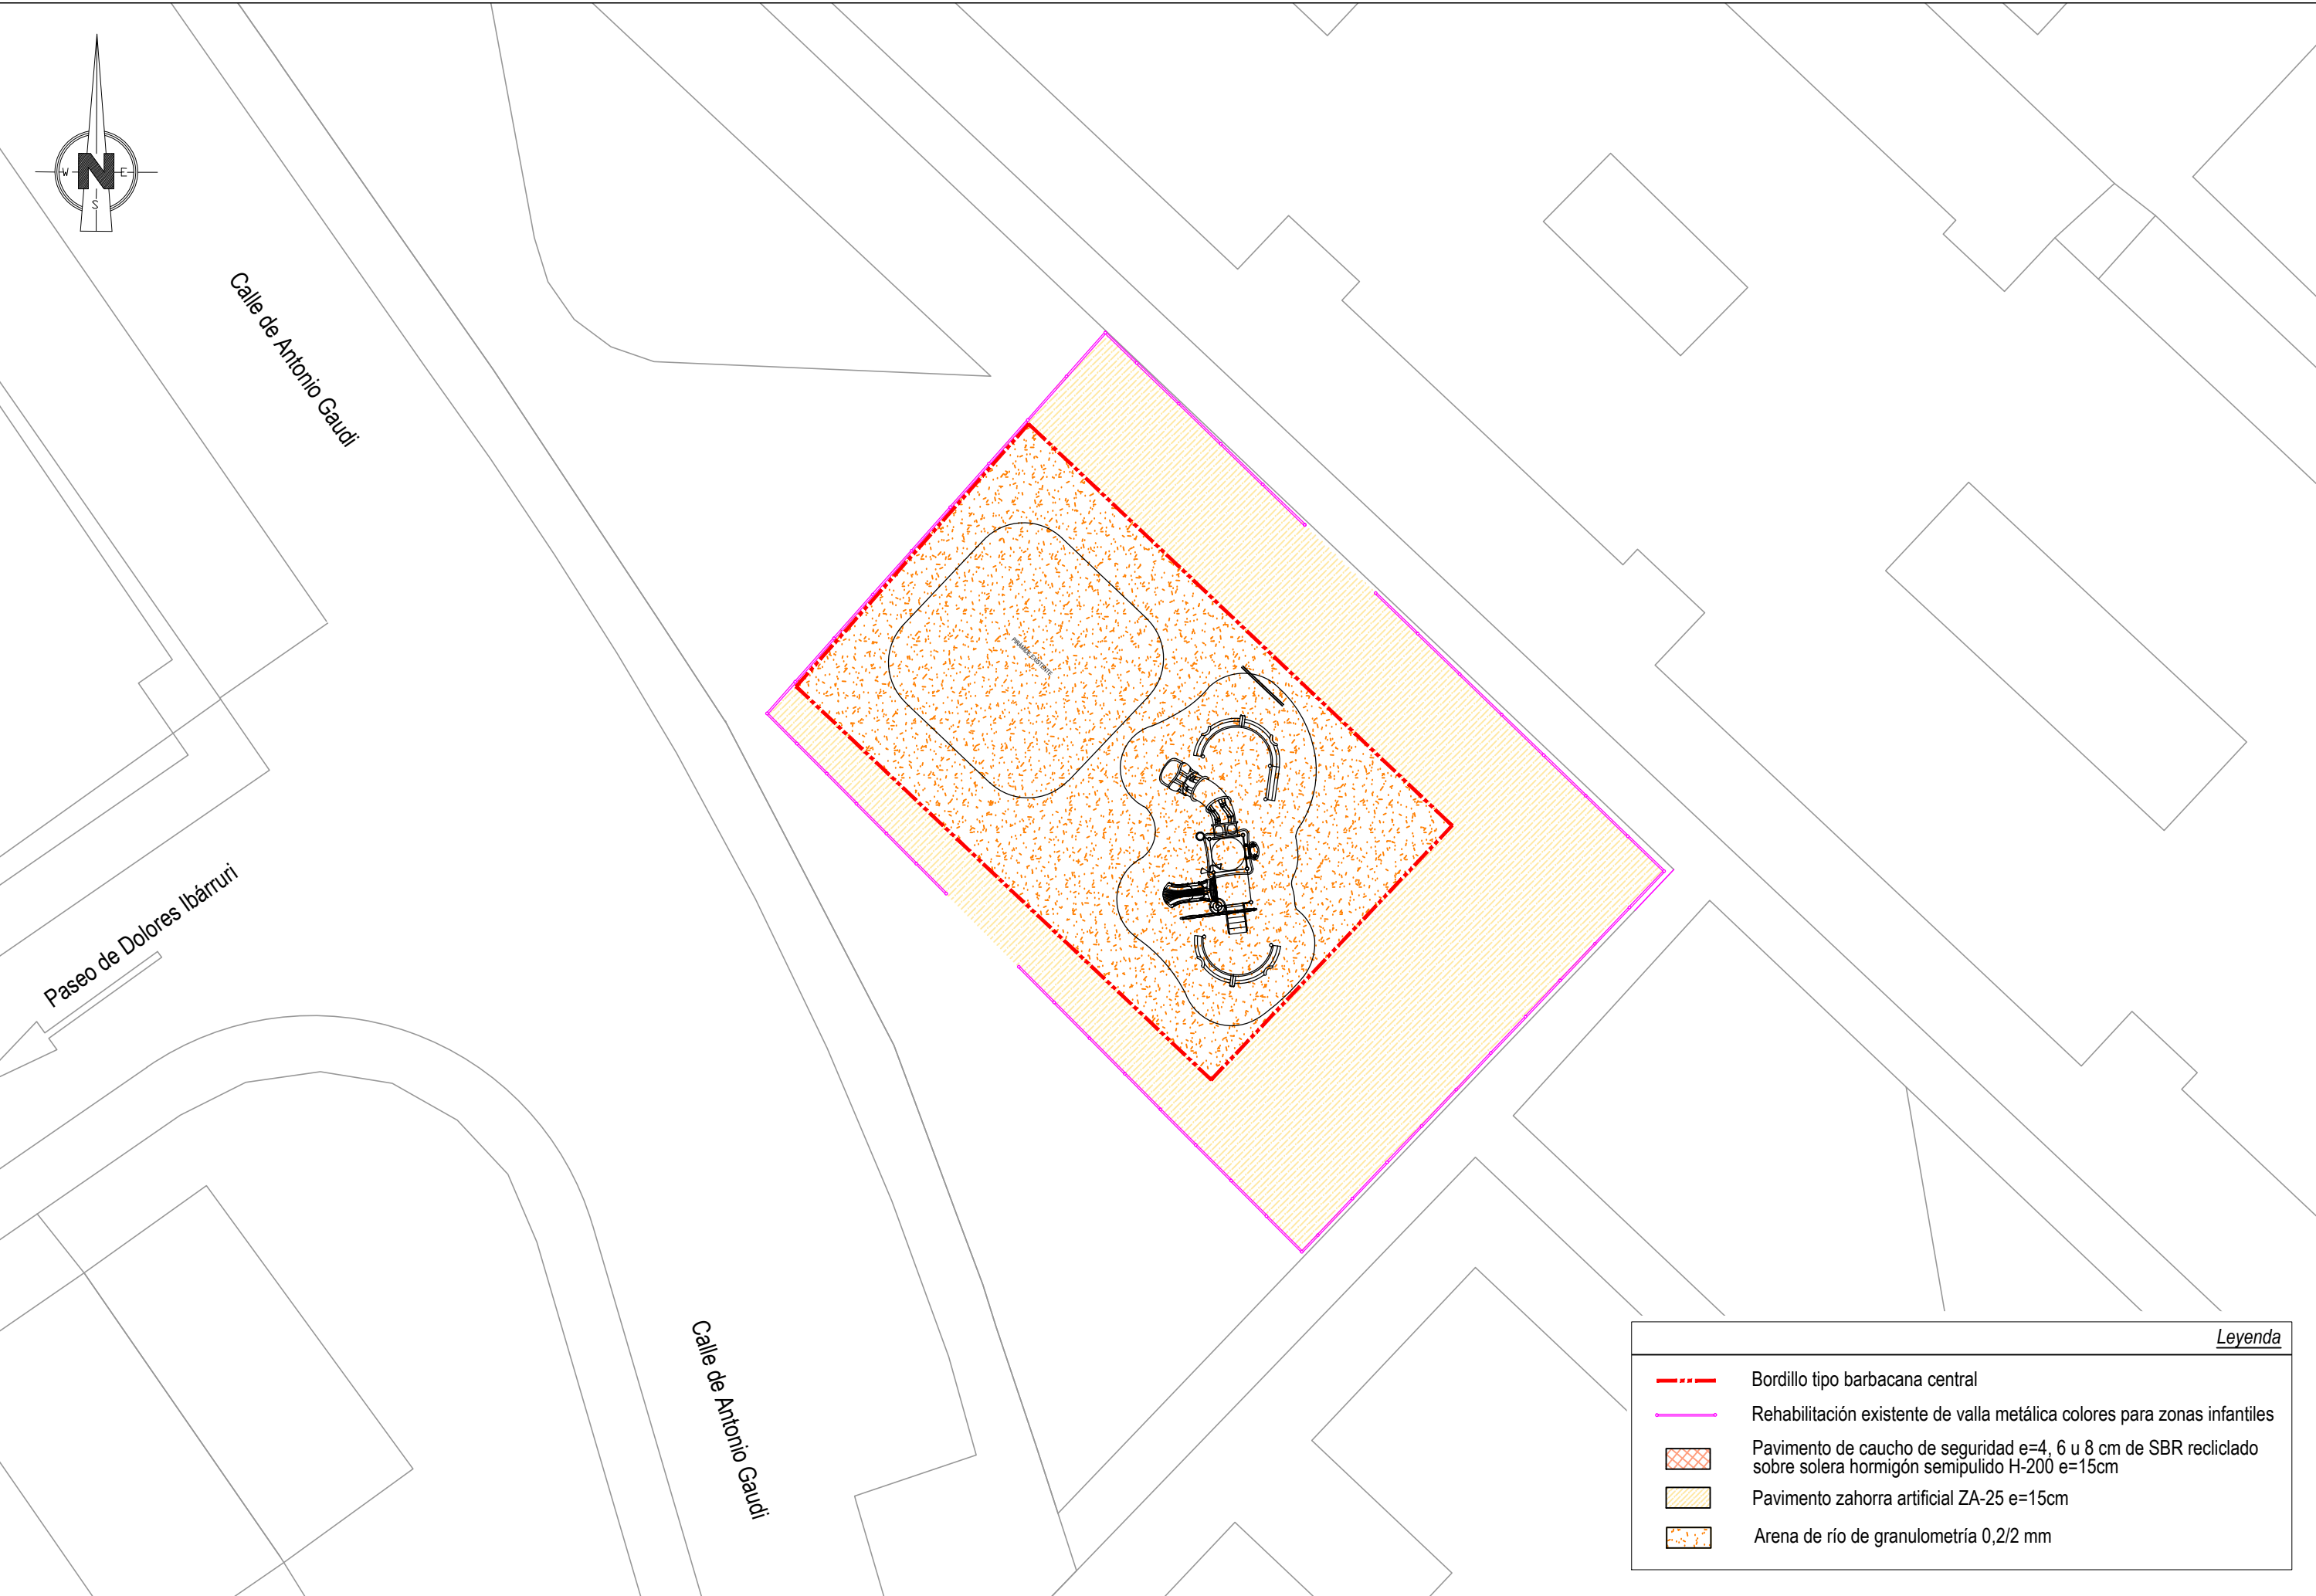 N
W
E
S
Calle de Antonio Gaudi
PIRÁMIDE EXISTENTE
Paseo de Dolores Ibárruri
Calle de Antonio Gaudi
Leyenda
Bordillo tipo barbacana central
Rehabilitación existente de valla metálica colores para zonas infantiles
Pavimento de caucho de seguridad e=4, 6 u 8 cm de SBR recliclado
sobre solera hormigón semipulido H-200 e=15cm
Pavimento zahorra artificial ZA-25 e=15cm
Arena de río de granulometría 0,2/2 mm